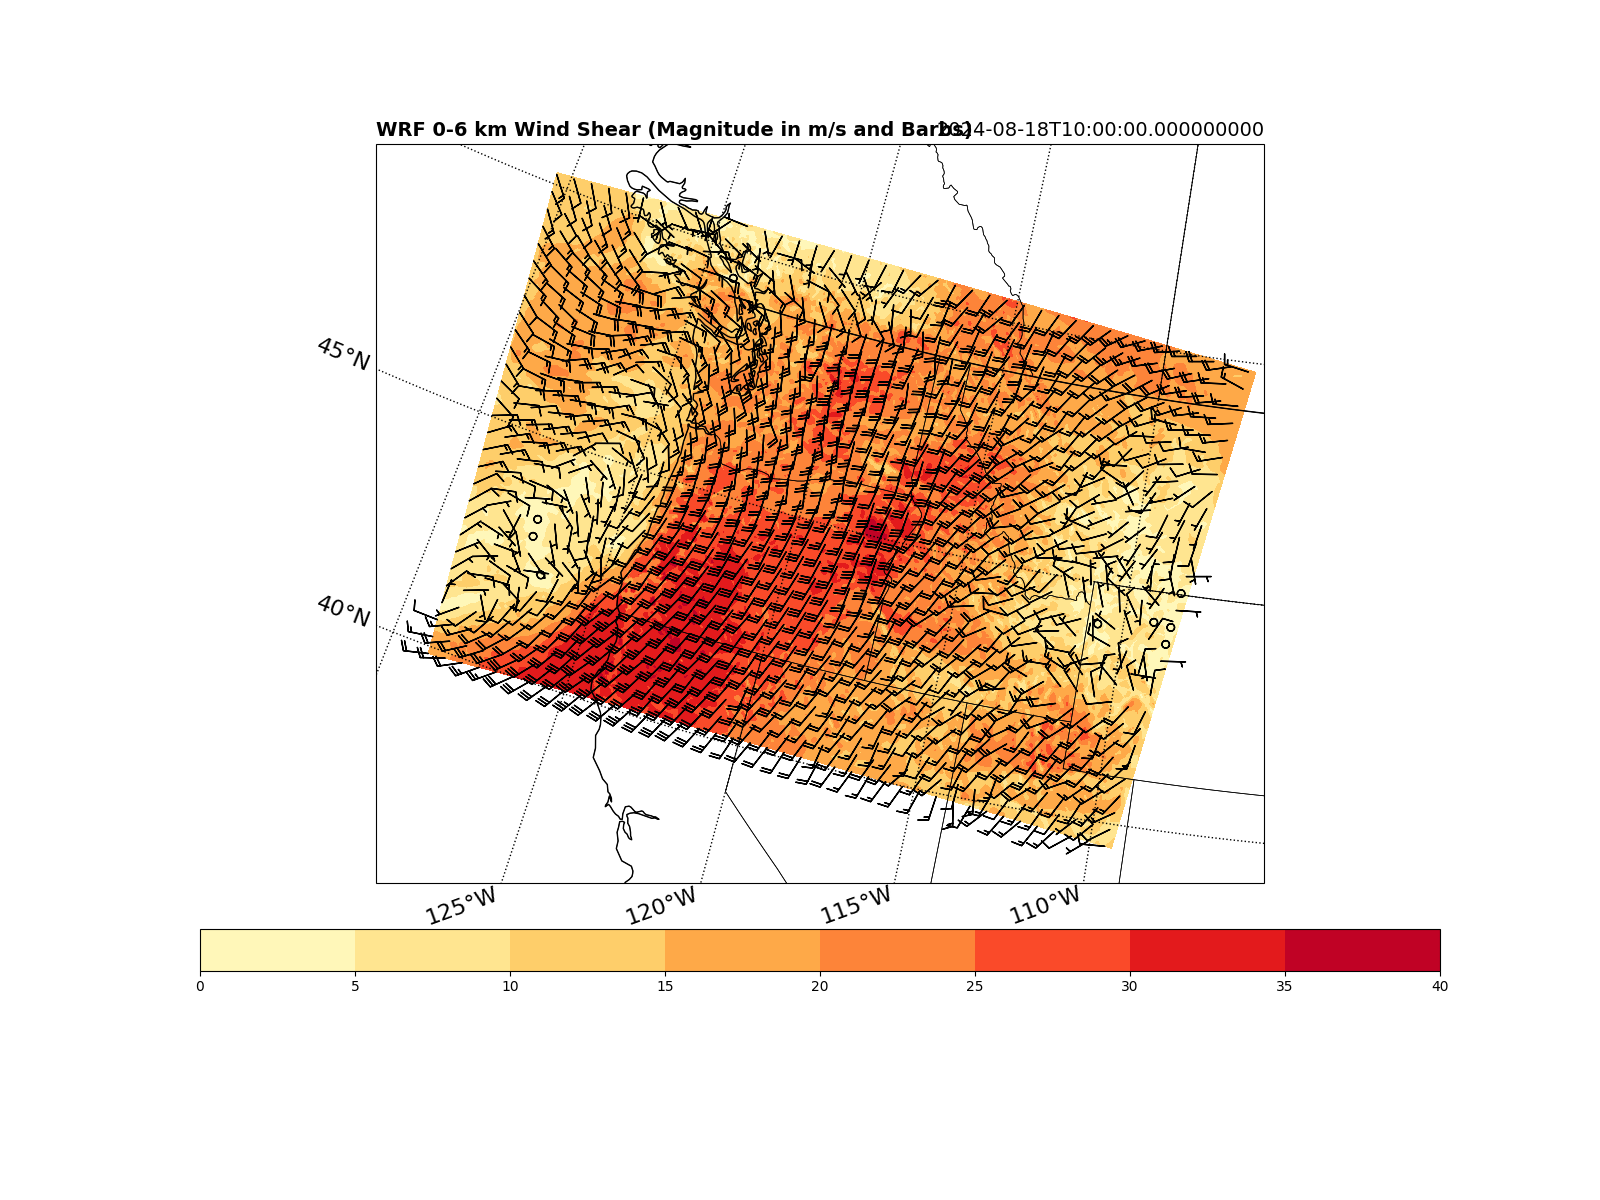 WRF 0-6 km Wind Shear (Magnitude in m/s and Barbs) 2024-08-18T10:00:00.000000000
45°N
40°N
125°W 120°W 115°W 110°W
0 5 10 15 20 25 30 35 40